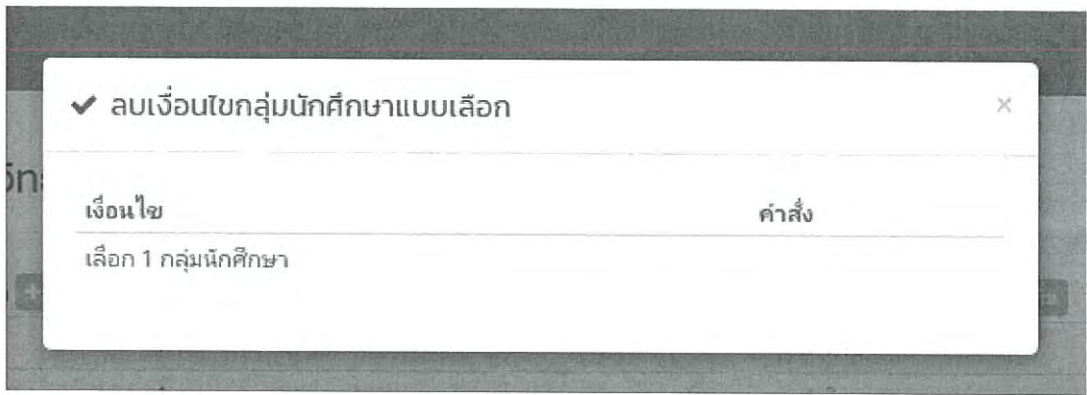 ลบเงื่อนไขกลุ่มนักศึกษาแบบเลือก ×
เงื่อนไข คำสั่ง
เลือก 1 กลุ่มนักศึกษา